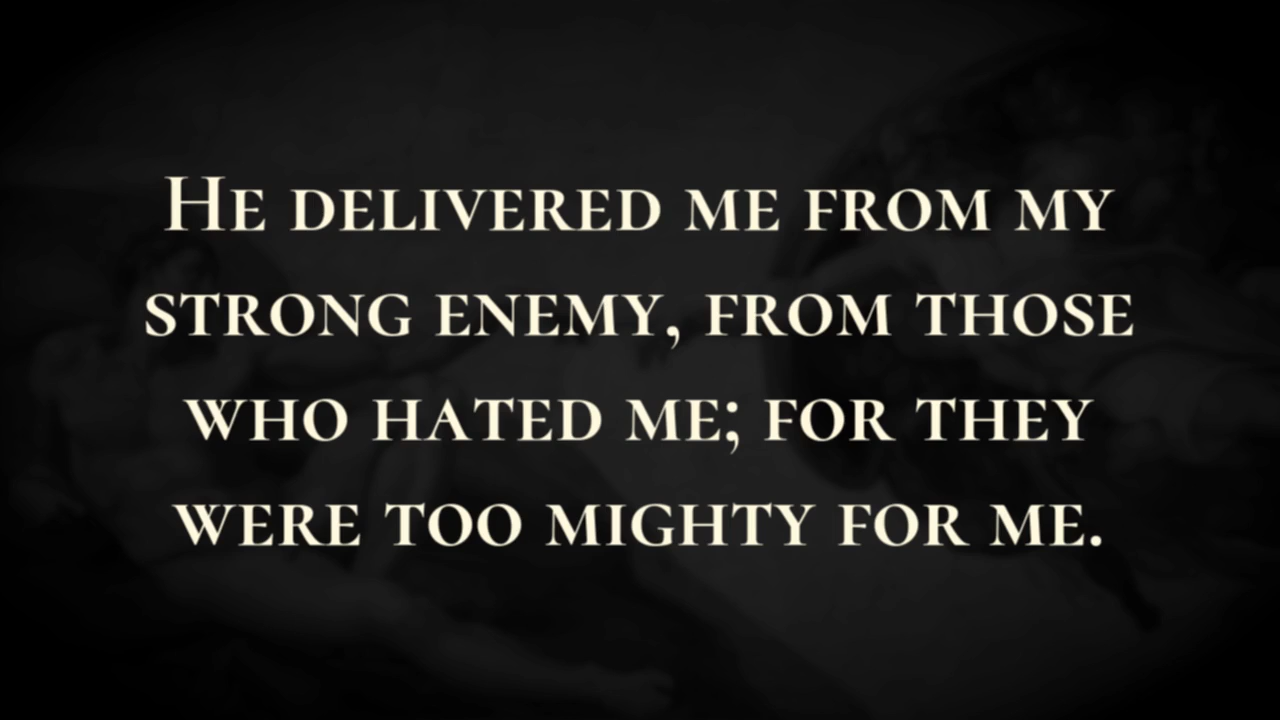 He delivered me from my
strong enemy, from those
who hated me; for they
were too mighty for me.